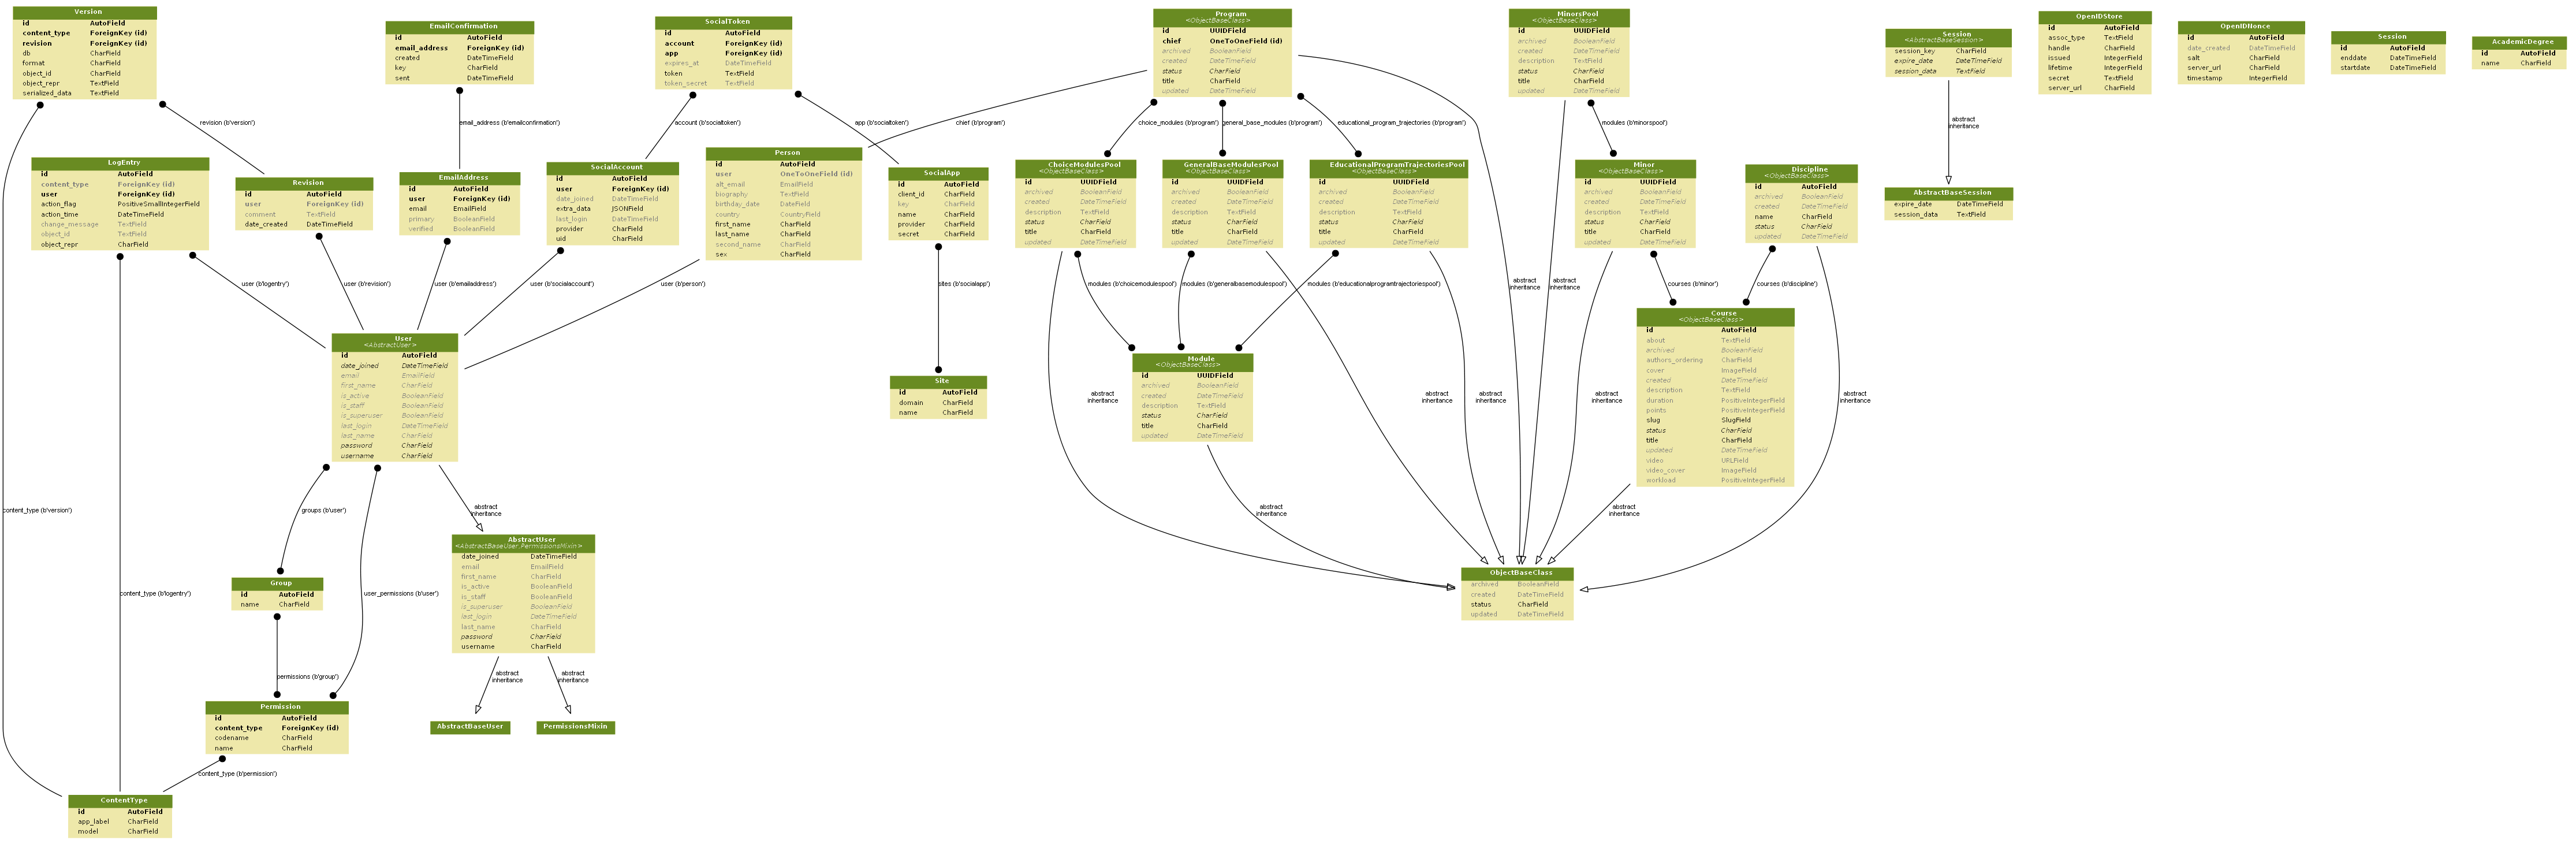 Version
id AutoField
content_type ForeignKey (id)
revision ForeignKey (id)
db CharField
format CharField
object_id CharField
object_repr TextField
serialized_data TextField
EmailConfirmation
id AutoField
email_address ForeignKey (id)
created DateTimeField
key CharField
sent DateTimeField
SocialToken
id AutoField
account ForeignKey (id)
app ForeignKey (id)
expires_at DateTimeField
token TextField
token_secret TextField
Program
<ObjectBaseClass>
id UUIDField
chief OneToOneField (id)
archived BooleanField
created DateTimeField
status CharField
title CharField
updated DateTimeField
MinorsPool
<ObjectBaseClass>
id UUIDField
archived BooleanField
created DateTimeField
description TextField
status CharField
title CharField
updated DateTimeField
Session
<AbstractBaseSession>
session_key CharField
expire_date DateTimeField
session_data TextField
OpenIDStore
id AutoField
assoc_type TextField
handle CharField
issued IntegerField
lifetime IntegerField
secret TextField
server_url CharField
OpenIDNonce
id AutoField
date_created DateTimeField
salt CharField
server_url CharField
timestamp IntegerField
Session
id AutoField
enddate DateTimeField
startdate DateTimeField
AcademicDegree
id AutoField
name CharField
revision (b'version')
email_address (b'emailconfirmation')
account (b'socialtoken')
app (b'socialtoken')
chief (b'program')
choice_modules (b'program')
general_base_modules (b'program')
educational_program_trajectories (b'program')
modules (b'minorspool')
abstract
inheritance
LogEntry
id AutoField
content_type ForeignKey (id)
user ForeignKey (id)
action_flag PositiveSmallIntegerField
action_time DateTimeField
change_message TextField
object_id TextField
object_repr CharField
Revision
id AutoField
user ForeignKey (id)
comment TextField
date_created DateTimeField
EmailAddress
id AutoField
user ForeignKey (id)
email EmailField
primary BooleanField
verified BooleanField
SocialAccount
id AutoField
user ForeignKey (id)
date_joined DateTimeField
extra_data JSONField
last_login DateTimeField
provider CharField
uid CharField
Person
id AutoField
user OneToOneField (id)
alt_email EmailField
biography TextField
birthday_date DateField
country CountryField
first_name CharField
last_name CharField
second_name CharField
sex CharField
SocialApp
id AutoField
client_id CharField
key CharField
name CharField
provider CharField
secret CharField
ChoiceModulesPool
<ObjectBaseClass>
id UUIDField
archived BooleanField
created DateTimeField
description TextField
status CharField
title CharField
updated DateTimeField
GeneralBaseModulesPool
<ObjectBaseClass>
id UUIDField
archived BooleanField
created DateTimeField
description TextField
status CharField
title CharField
updated DateTimeField
EducationalProgramTrajectoriesPool
<ObjectBaseClass>
id UUIDField
archived BooleanField
created DateTimeField
description TextField
status CharField
title CharField
updated DateTimeField
Minor
<ObjectBaseClass>
id UUIDField
archived BooleanField
created DateTimeField
description TextField
status CharField
title CharField
updated DateTimeField
Discipline
<ObjectBaseClass>
id AutoField
archived BooleanField
created DateTimeField
name CharField
status CharField
updated DateTimeField
AbstractBaseSession
expire_date DateTimeField
session_data TextField
user (b'logentry')
user (b'revision')
user (b'emailaddress')
user (b'socialaccount')
user (b'person')
sites (b'socialapp')
modules (b'choicemodulespool')
modules (b'generalbasemodulespool')
modules (b'educationalprogramtrajectoriespool')
abstract
inheritance
abstract
inheritance
courses (b'minor')
courses (b'discipline')
User
<AbstractUser>
id AutoField
date_joined DateTimeField
email EmailField
first_name CharField
is_active BooleanField
is_staff BooleanField
is_superuser BooleanField
last_login DateTimeField
last_name CharField
password CharField
username CharField
Site
id AutoField
domain CharField
name CharField
Module
<ObjectBaseClass>
id UUIDField
archived BooleanField
created DateTimeField
description TextField
status CharField
title CharField
updated DateTimeField
Course
<ObjectBaseClass>
id AutoField
about TextField
archived BooleanField
authors_ordering CharField
cover ImageField
created DateTimeField
description TextField
duration PositiveIntegerField
points PositiveIntegerField
slug SlugField
status CharField
title CharField
updated DateTimeField
video URLField
video_cover ImageField
workload PositiveIntegerField
abstract
inheritance
abstract
inheritance
abstract
inheritance
abstract
inheritance
abstract
inheritance
content_type (b'version')
groups (b'user')
abstract
inheritance
abstract
inheritance
abstract
inheritance
AbstractUser
<AbstractBaseUser,PermissionsMixin>
date_joined DateTimeField
email EmailField
first_name CharField
is_active BooleanField
is_staff BooleanField
is_superuser BooleanField
last_login DateTimeField
last_name CharField
password CharField
username CharField
ObjectBaseClass
archived BooleanField
created DateTimeField
status CharField
updated DateTimeField
Group
id AutoField
name CharField
content_type (b'logentry')
user_permissions (b'user')
permissions (b'group')
abstract
inheritance
abstract
inheritance
Permission
id AutoField
content_type ForeignKey (id)
codename CharField
name CharField
AbstractBaseUser
PermissionsMixin
content_type (b'permission')
ContentType
id AutoField
app_label CharField
model CharField